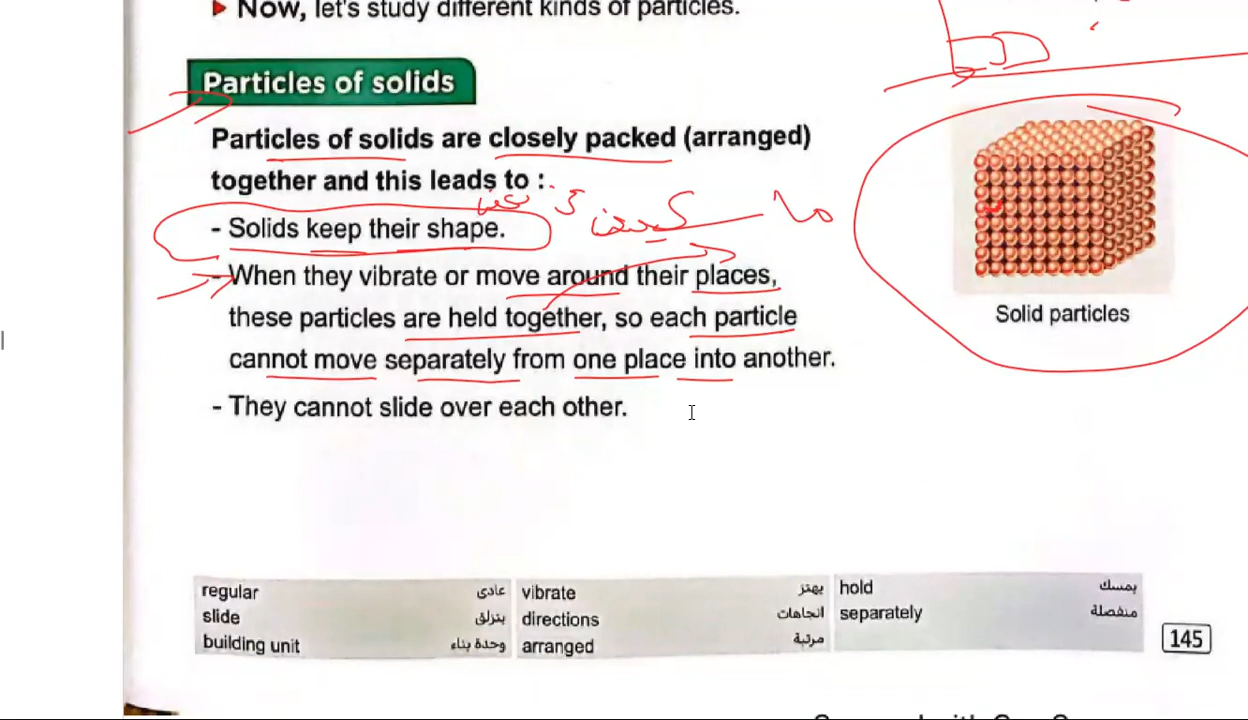 ▶ Now, let's study different kinds of particles.
Particles of solids
Particles of solids are closely packed (arranged)
together and this leads to :
- Solids keep their shape.
- When they vibrate or move around their places,
these particles are held together, so each particle
cannot move separately from one place into another.
- They cannot slide over each other.
Solid particles
regular عادى vibrate يهتز hold يمسك
slide ينزلق directions اتجاهات separately منفصلة
building unit وحدة بناء arranged مرتبة
145